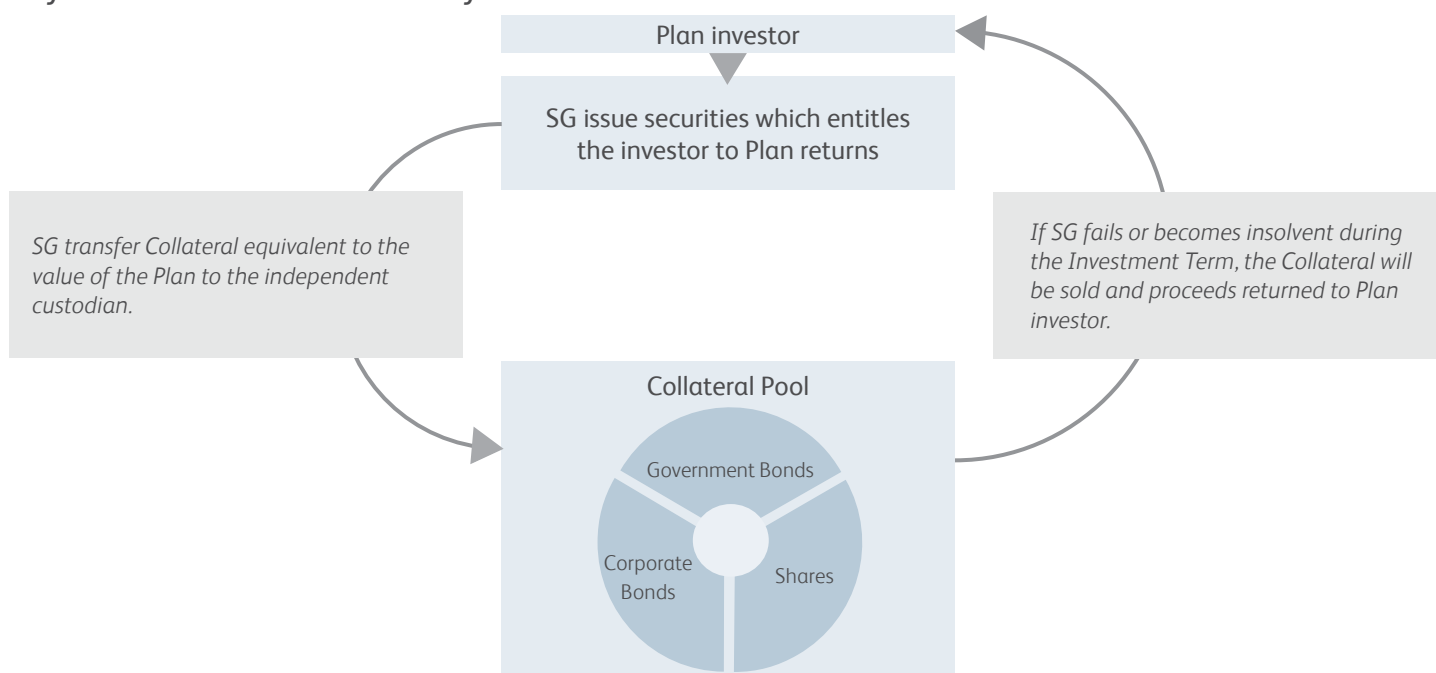 Plan investor
SG issue securities which entitles
the investor to Plan returns
SG transfer Collateral equivalent to the
value of the Plan to the independent
custodian.
If SG fails or becomes insolvent during
the Investment Term, the Collateral will
be sold and proceeds returned to Plan
investor.
Collateral Pool
Government Bonds
Corporate
Bonds
Shares